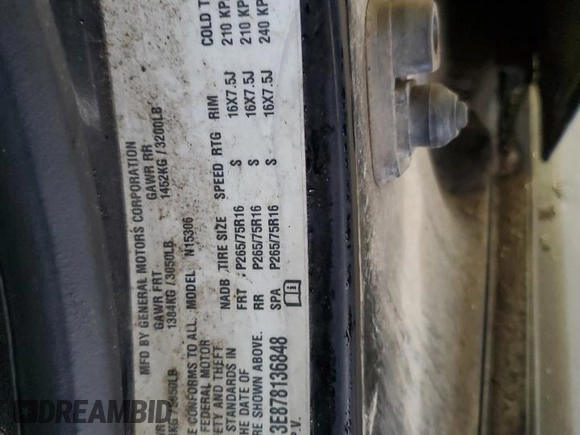 MFD BY GENERAL MOTORS CORPORATION
GAWR FRT GAWR RR
1384KG / 3050LB 1452KG / 3200LB
E CONFORMS TO ALL
FEDERAL MOTOR
ETY AND THEFT
STANDARDS IN
THE DATE OF
RE SHOWN ABOVE.
3E878136848
P.V.
MODEL N15306
NADB TIRE SIZE SPEED RTG RIM COLD T
FRT P265/75R16 S 16X7.5J 210 KP
RR P265/75R16 S 16X7.5J 210 KP
SPA P265/75R16 S 16X7.5J 240 KP
DREAMBID